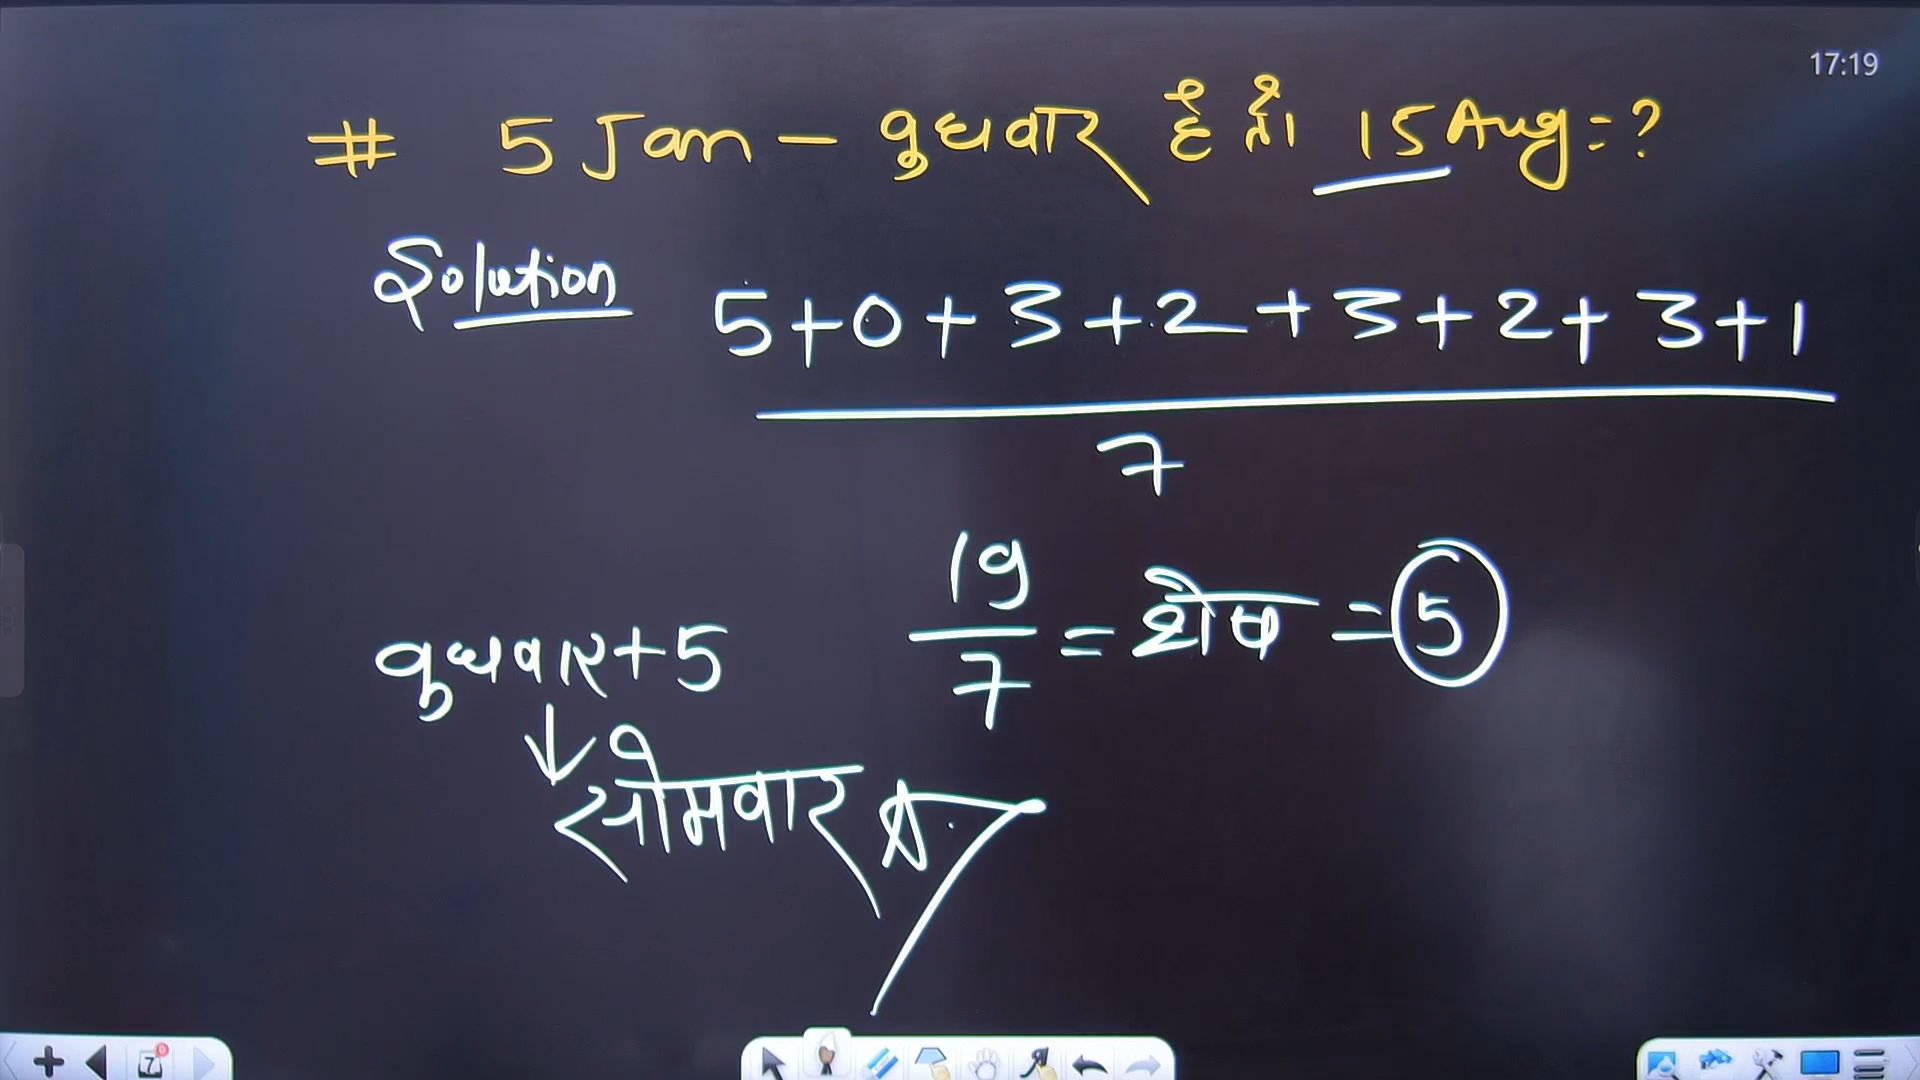 17:19
# 5 Jan - बुधवार है तो 15 Aug = ?
Solution
5+0+3+2+3+2+3+1
7
19
7
= शेष = 5
बुधवार+5
↓
सोमवार A
7